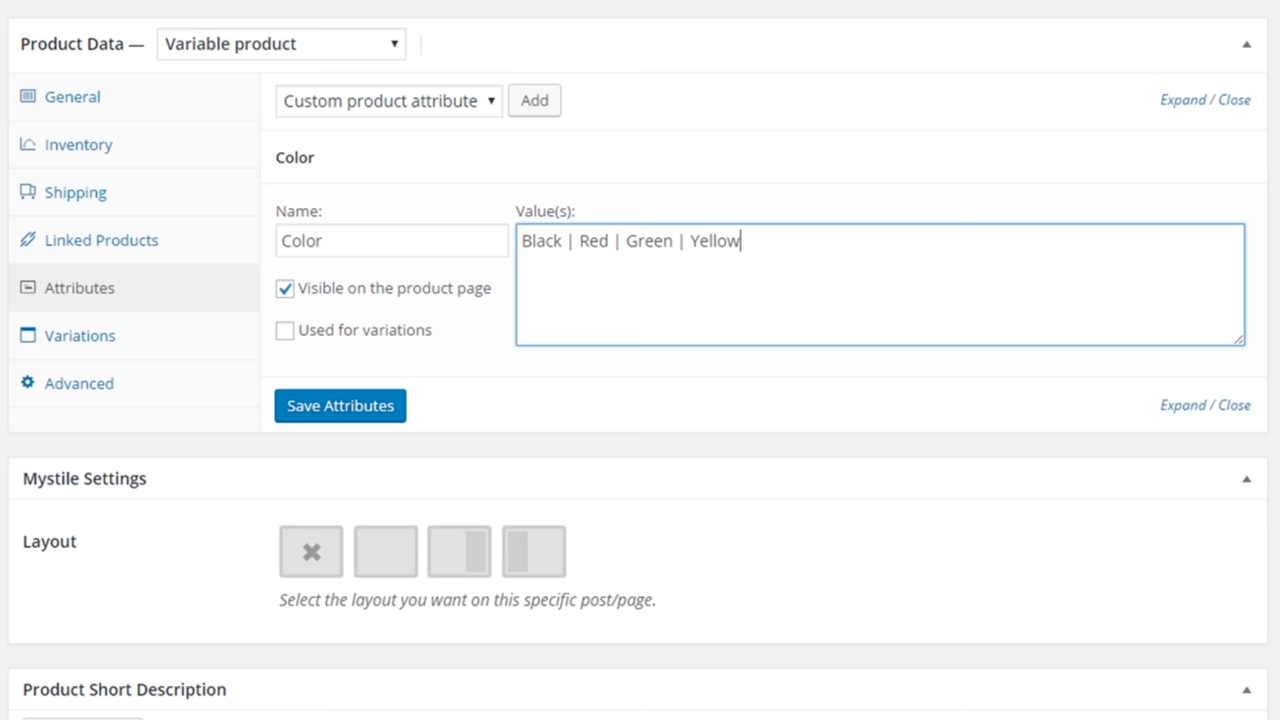 Product Data — Variable product
General
Inventory
Shipping
Linked Products
Attributes
Variations
Advanced
Custom product attribute Add Expand / Close
Color
Name: Value(s):
Color Black | Red | Green | Yellow
Visible on the product page
Used for variations
Save Attributes Expand / Close
Mystile Settings
Layout
Select the layout you want on this specific post/page.
Product Short Description